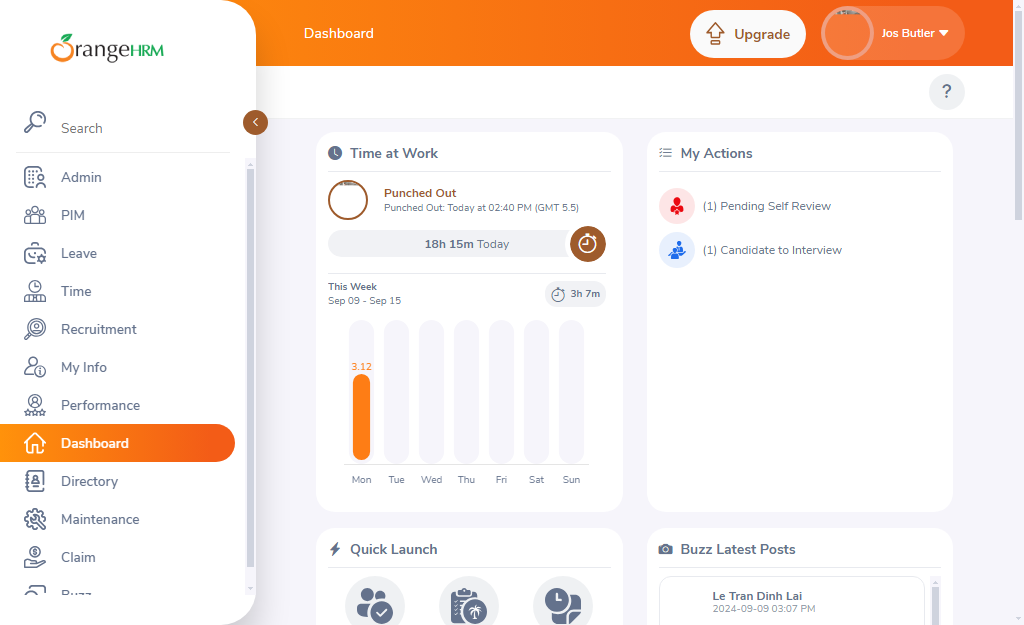 OrangeHRM
Dashboard
Upgrade
Jos Butler
?
Search
Admin
PIM
Leave
Time
Recruitment
My Info
Performance
Dashboard
Directory
Maintenance
Claim
Buzz
Time at Work
Punched Out
Punched Out: Today at 02:40 PM (GMT 5.5)
18h 15m Today
This Week
Sep 09 - Sep 15
3h 7m
3.12
Mon Tue Wed Thu Fri Sat Sun
My Actions
(1) Pending Self Review
(1) Candidate to Interview
Quick Launch
Buzz Latest Posts
Le Tran Dinh Lai
2024-09-09 03:07 PM